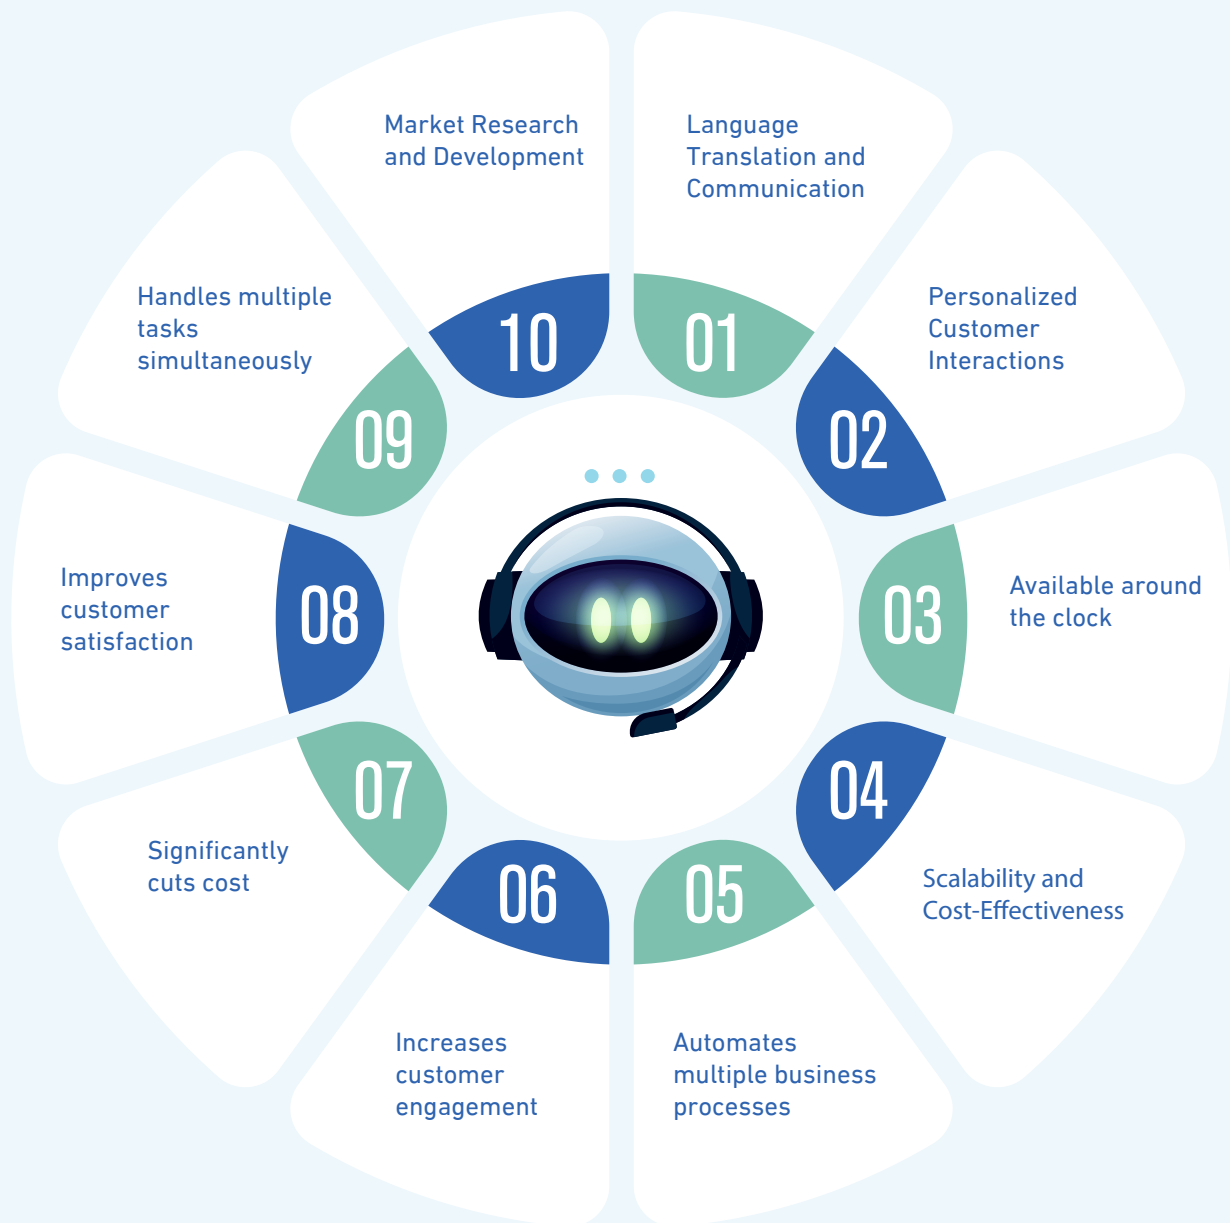 01
Language
Translation and
Communication
02
Personalized
Customer
Interactions
03
Available around
the clock
04
Scalability and
Cost-Effectiveness
05
Automates
multiple business
processes
06
Increases
customer
engagement
07
Significantly
cuts cost
08
Improves
customer
satisfaction
09
Handles multiple
tasks
simultaneously
10
Market Research
and Development